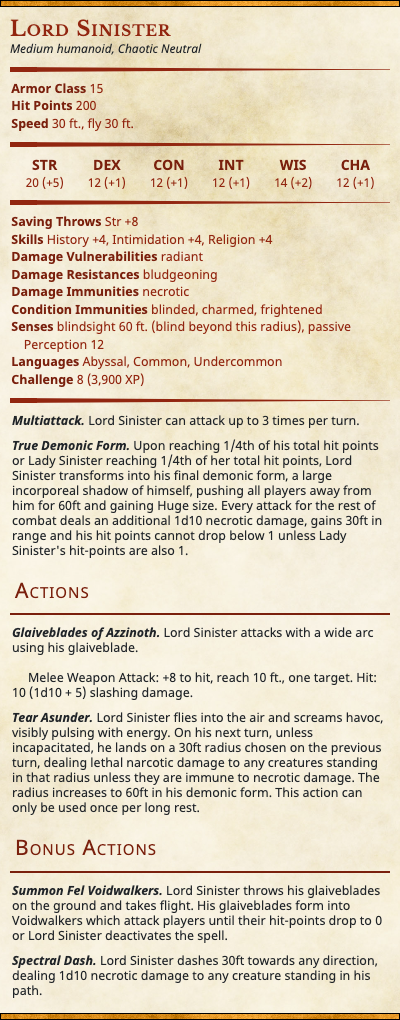 Lord Sinister
Medium humanoid, Chaotic Neutral
Armor Class 15
Hit Points 200
Speed 30 ft., fly 30 ft.
STR DEX CON INT WIS CHA
20 (+5) 12 (+1) 12 (+1) 12 (+1) 14 (+2) 12 (+1)
Saving Throws Str +8
Skills History +4, Intimidation +4, Religion +4
Damage Vulnerabilities radiant
Damage Resistances bludgeoning
Damage Immunities necrotic
Condition Immunities blinded, charmed, frightened
Senses blindsight 60 ft. (blind beyond this radius), passive
Perception 12
Languages Abyssal, Common, Undercommon
Challenge 8 (3,900 XP)
Multiattack. Lord Sinister can attack up to 3 times per turn.
True Demonic Form. Upon reaching 1/4th of his total hit points
or Lady Sinister reaching 1/4th of her total hit points, Lord
Sinister transforms into his final demonic form, a large
incorporeal shadow of himself, pushing all players away from
him for 60ft and gaining Huge size. Every attack for the rest of
combat deals an additional 1d10 necrotic damage, gains 30ft in
range and his hit points cannot drop below 1 unless Lady
Sinister's hit-points are also 1.
Actions
Glaiveblades of Azzinoth. Lord Sinister attacks with a wide arc
using his glaiveblade.
Melee Weapon Attack: +8 to hit, reach 10 ft., one target. Hit:
10 (1d10 + 5) slashing damage.
Tear Asunder. Lord Sinister flies into the air and screams havoc,
visibly pulsing with energy. On his next turn, unless
incapacitated, he lands on a 30ft radius chosen on the previous
turn, dealing lethal narcotic damage to any creatures standing
in that radius unless they are immune to necrotic damage. The
radius increases to 60ft in his demonic form. This action can
only be used once per long rest.
Bonus Actions
Summon Fel Voidwalkers. Lord Sinister throws his glaiveblades
on the ground and takes flight. His glaiveblades form into
Voidwalkers which attack players until their hit-points drop to 0
or Lord Sinister deactivates the spell.
Spectral Dash. Lord Sinister dashes 30ft towards any direction,
dealing 1d10 necrotic damage to any creature standing in his
path.